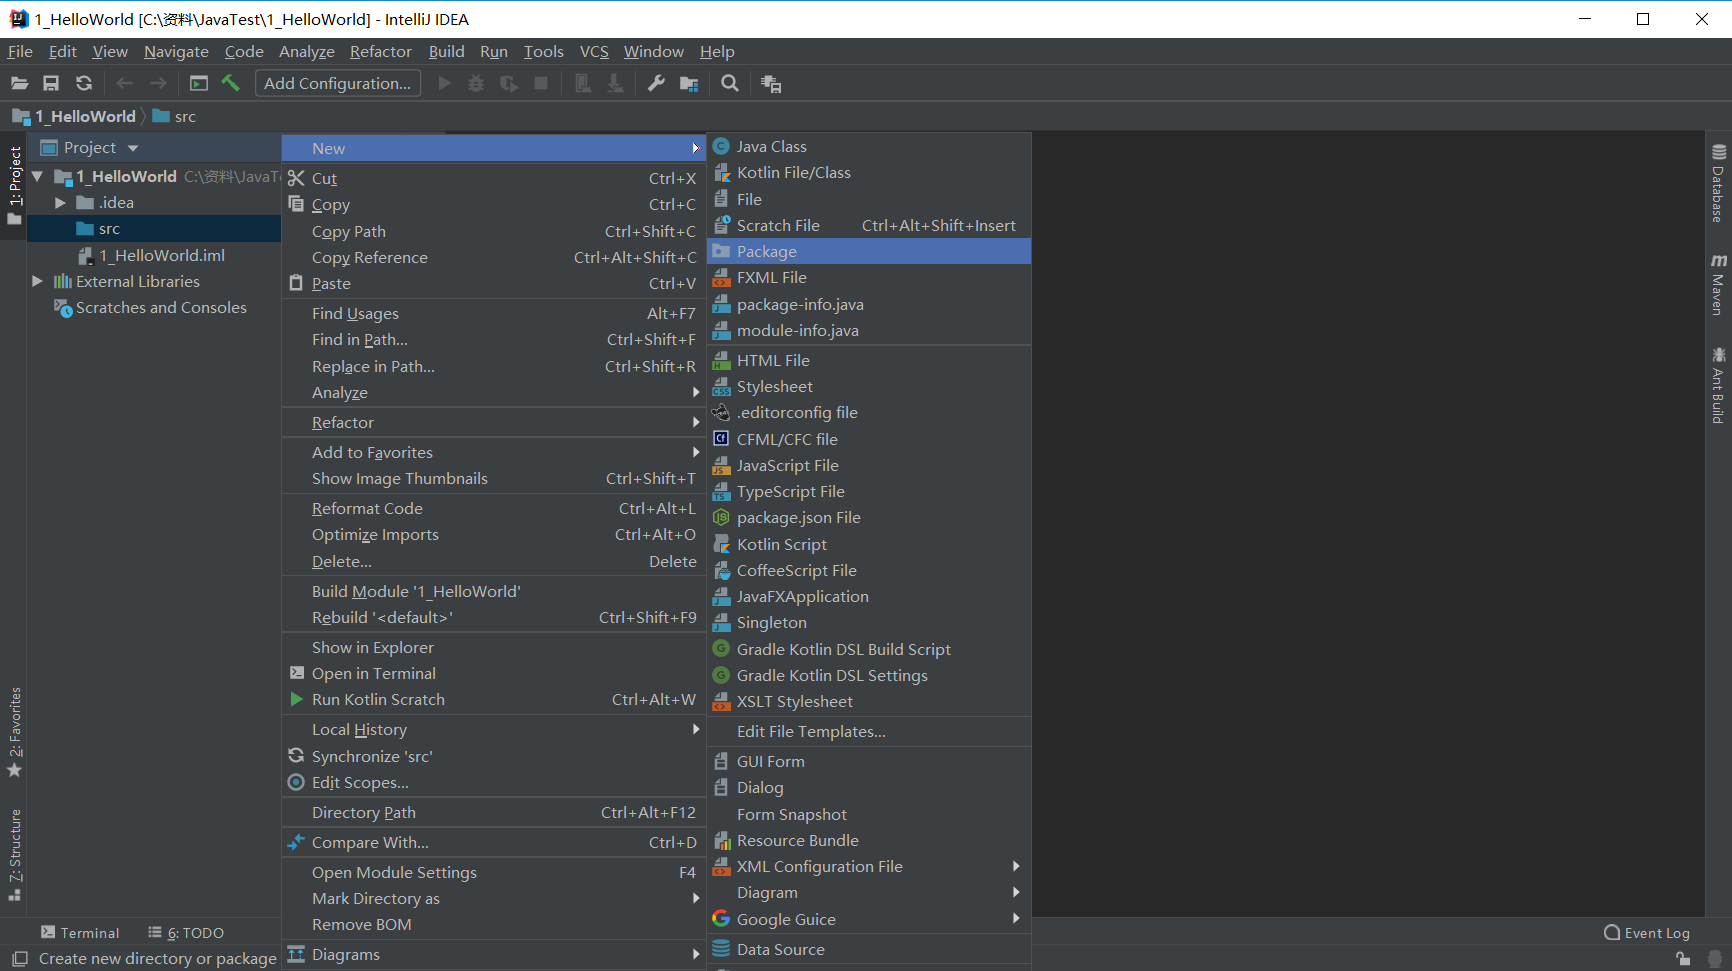 1_HelloWorld [C:\资料\JavaTest\1_HelloWorld] - IntelliJ IDEA
File Edit View Navigate Code Analyze Refactor Build Run Tools VCS Window Help
Add Configuration...
1_HelloWorld src
1: Project
2: Favorites
Z: Structure
Project
1_HelloWorld C:\资料\JavaT
.idea
src
1_HelloWorld.iml
External Libraries
Scratches and Consoles
New
Cut Ctrl+X
Copy Ctrl+C
Copy Path Ctrl+Shift+C
Copy Reference Ctrl+Alt+Shift+C
Paste Ctrl+V
Find Usages Alt+F7
Find in Path... Ctrl+Shift+F
Replace in Path... Ctrl+Shift+R
Analyze
Refactor
Add to Favorites
Show Image Thumbnails Ctrl+Shift+T
Reformat Code Ctrl+Alt+L
Optimize Imports Ctrl+Alt+O
Delete... Delete
Build Module '1_HelloWorld'
Rebuild '<default>' Ctrl+Shift+F9
Show in Explorer
Open in Terminal
Run Kotlin Scratch Ctrl+Alt+W
Local History
Synchronize 'src'
Edit Scopes...
Directory Path Ctrl+Alt+F12
Compare With... Ctrl+D
Open Module Settings F4
Mark Directory as
Remove BOM
Diagrams
Java Class
Kotlin File/Class
File
Scratch File Ctrl+Alt+Shift+Insert
Package
FXML File
package-info.java
module-info.java
HTML File
Stylesheet
.editorconfig file
CFML/CFC file
JavaScript File
TypeScript File
package.json File
Kotlin Script
CoffeeScript File
JavaFXApplication
Singleton
Gradle Kotlin DSL Build Script
Gradle Kotlin DSL Settings
XSLT Stylesheet
Edit File Templates...
GUI Form
Dialog
Form Snapshot
Resource Bundle
XML Configuration File
Diagram
Google Guice
Data Source
Database
Maven
Ant Build
Terminal 6: TODO Event Log
Create new directory or package